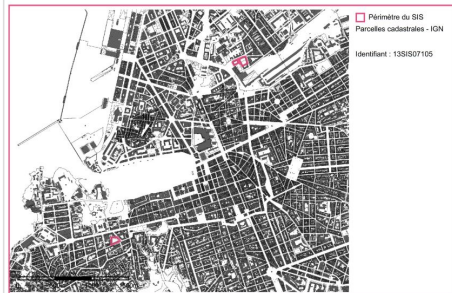 Périmètre du SIS
Parcelles cadastrales - IGN
Identifiant : 13SIS07105